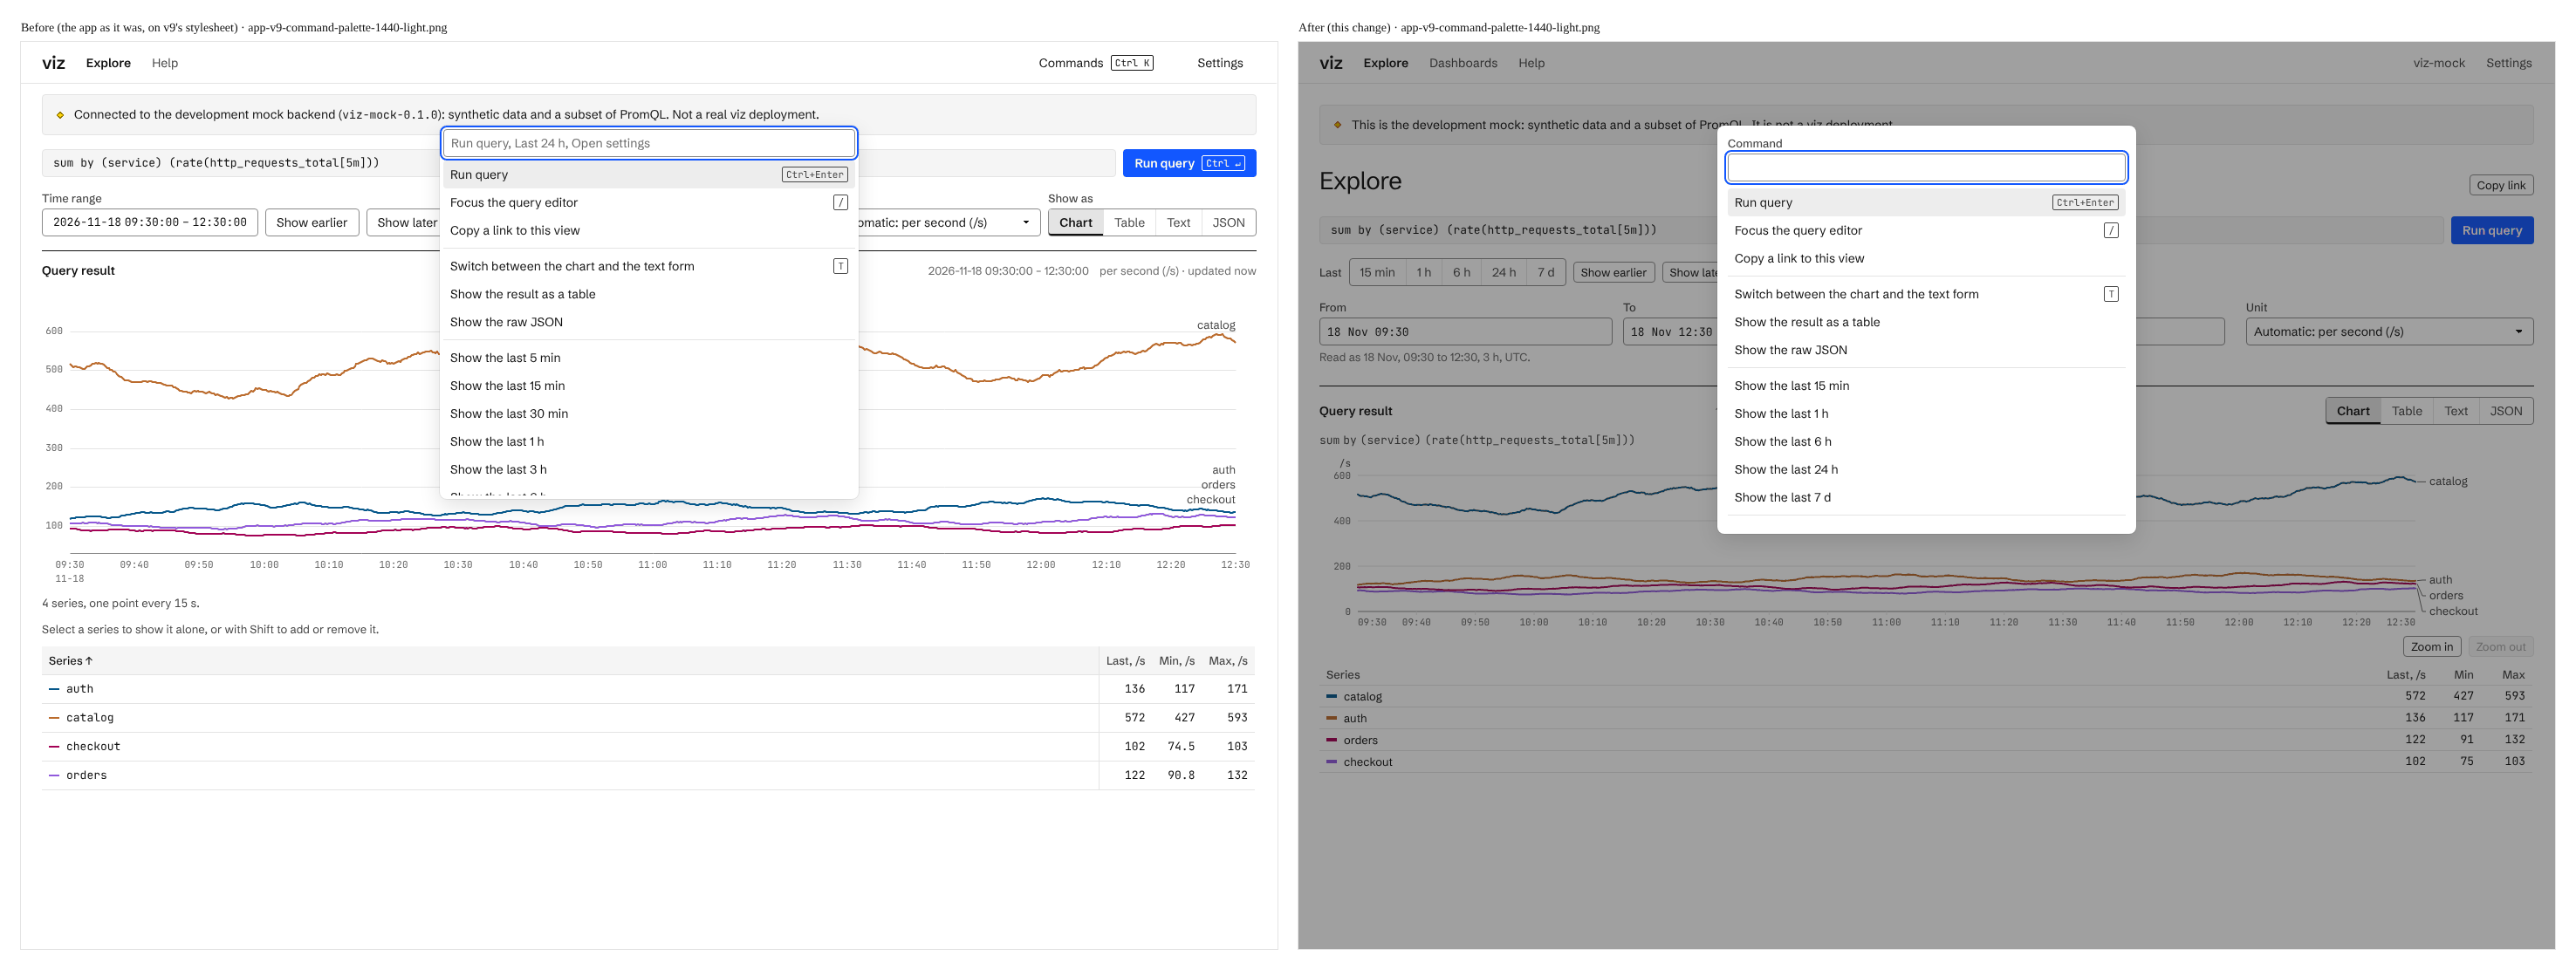 Before (the app as it was, on v9's stylesheet) · app-v9-command-palette-1440-light.png
viz Explore Help Commands Ctrl K Settings
Connected to the development mock backend (viz-mock-0.1.0): synthetic data and a subset of PromQL. Not a real viz deployment.
Run query, Last 24 h, Open settings
sum by (service) (rate(http_requests_total[5m])) Run query Ctrl ↵
Run query Ctrl+Enter
Focus the query editor /
Copy a link to this view
Time range Show as
2026-11-18 09:30:00 – 12:30:00 Show earlier Show later omatic: per second (/s) Chart Table Text JSON
Switch between the chart and the text form T
Show the result as a table
Show the raw JSON
Show the last 5 min
Show the last 15 min
Show the last 30 min
Show the last 1 h
Show the last 3 h
Query result 2026-11-18 09:30:00 – 12:30:00 per second (/s) · updated now
600
500
400
300
200
100
catalog
auth
orders
checkout
09:30 09:40 09:50 10:00 10:10 10:20 10:30 10:40 10:50 11:00 11:10 11:20 11:30 11:40 11:50 12:00 12:10 12:20 12:30
11-18
4 series, one point every 15 s.
Select a series to show it alone, or with Shift to add or remove it.
Series ↑ Last, /s Min, /s Max, /s
auth 136 117 171
catalog 572 427 593
checkout 102 74.5 103
orders 122 90.8 132
After (this change) · app-v9-command-palette-1440-light.png
viz Explore Dashboards Help viz-mock Settings
This is the development mock: synthetic data and a subset of PromQL. It is not a viz deployment.
Command
Run query Ctrl+Enter
Focus the query editor /
Copy a link to this view
Switch between the chart and the text form T
Show the result as a table
Show the raw JSON
Show the last 15 min
Show the last 1 h
Show the last 6 h
Show the last 24 h
Show the last 7 d
Explore Copy link
sum by (service) (rate(http_requests_total[5m])) Run query
Last 15 min 1 h 6 h 24 h 7 d Show earlier Show late
From To Unit
18 Nov 09:30 18 Nov 12:30 Automatic: per second (/s)
Read as 18 Nov, 09:30 to 12:30, 3 h, UTC.
Query result Chart Table Text JSON
sum by (service) (rate(http_requests_total[5m]))
/s
600
400
200
0
catalog
auth
orders
checkout
09:30 09:40 09:50 10:00 10:10 10:20 10:30 10:40 10:50 11:00 11:10 11:20 11:30 11:40 11:50 12:00 12:10 12:20 12:30
Zoom in Zoom out
Series Last, /s Min Max
catalog 572 427 593
auth 136 117 171
orders 122 91 132
checkout 102 75 103